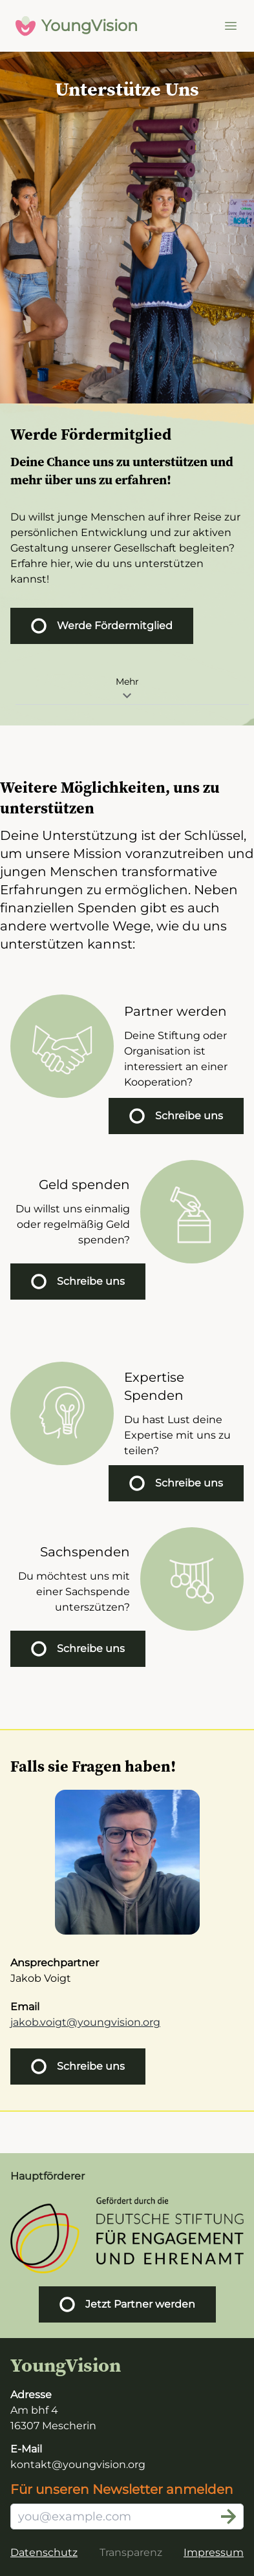 YoungVision
Unterstütze Uns
Werde Fördermitglied
Deine Chance uns zu unterstützen und
mehr über uns zu erfahren!
Du willst junge Menschen auf ihrer Reise zur
persönlichen Entwicklung und zur aktiven
Gestaltung unserer Gesellschaft begleiten?
Erfahre hier, wie du uns unterstützen
kannst!
Werde Fördermitglied
Mehr
Weitere Möglichkeiten, uns zu
unterstützen
Deine Unterstützung ist der Schlüssel,
um unsere Mission voranzutreiben und
jungen Menschen transformative
Erfahrungen zu ermöglichen. Neben
finanziellen Spenden gibt es auch
andere wertvolle Wege, wie du uns
unterstützen kannst:
Partner werden
Deine Stiftung oder
Organisation ist
interessiert an einer
Kooperation?
Schreibe uns
Geld spenden
Du willst uns einmalig
oder regelmäßig Geld
spenden?
Schreibe uns
Expertise
Spenden
Du hast Lust deine
Expertise mit uns zu
teilen?
Schreibe uns
Sachspenden
Du möchtest uns mit
einer Sachspende
unterszützen?
Schreibe uns
Falls sie Fragen haben!
Ansprechpartner
Jakob Voigt
Email
jakob.voigt@youngvision.org
Schreibe uns
Hauptförderer
Gefördert durch die
DEUTSCHE STIFTUNG
FÜR ENGAGEMENT
UND EHRENAMT
Jetzt Partner werden
YoungVision
Adresse
Am bhf 4
16307 Mescherin
E-Mail
kontakt@youngvision.org
Für unseren Newsletter anmelden
you@example.com
Datenschutz Transparenz Impressum